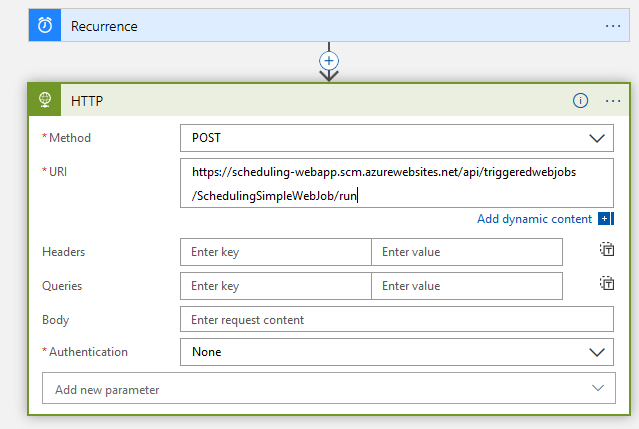 Recurrence
HTTP
* Method
POST
* URI
https://scheduling-webapp.scm.azurewebsites.net/api/triggeredwebjobs
/SchedulingSimpleWebJob/run
Add dynamic content
Headers
Enter key
Enter value
Queries
Enter key
Enter value
Body
Enter request content
* Authentication
None
Add new parameter